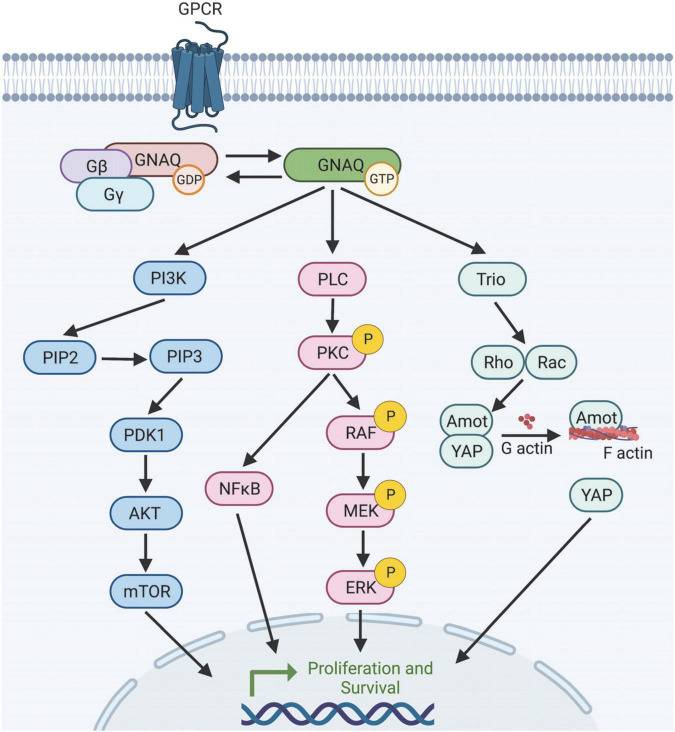 GPCR
Gβ
GNAQ
GDP
Gγ
GNAQ
GTP
PI3K
PLC
Trio
PIP2
PIP3
PKC
P
Rho
Rac
PDK1
RAF
P
Amot
YAP
G actin
Amot
F actin
NFκB
AKT
MEK
P
YAP
mTOR
ERK
P
Proliferation and
Survival